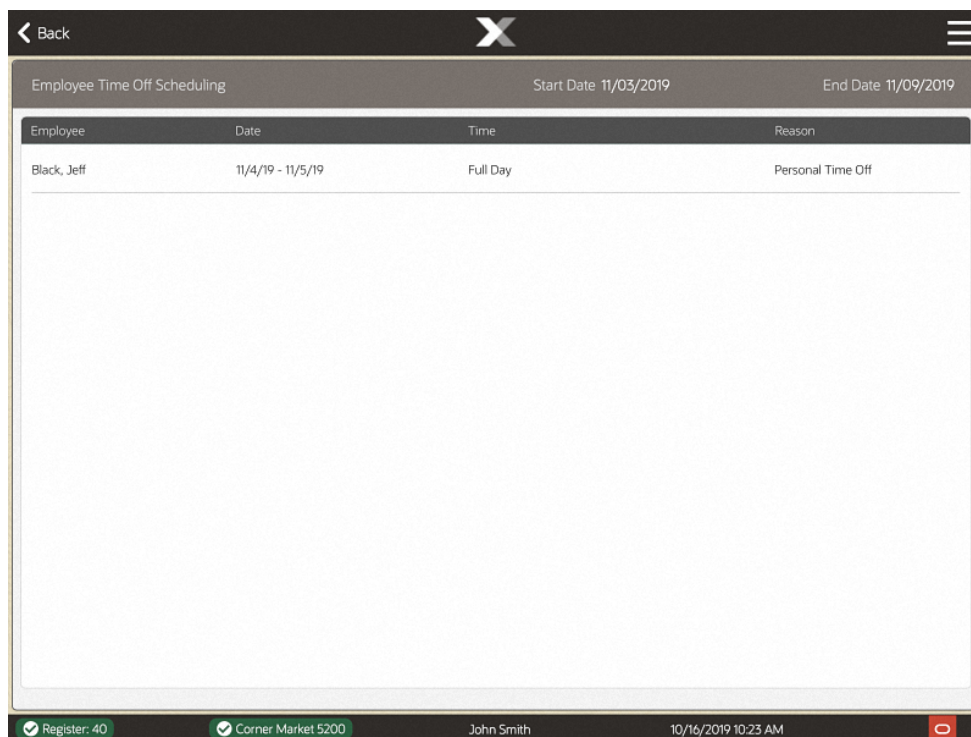 Back
Employee Time Off Scheduling Start Date 11/03/2019 End Date 11/09/2019
Employee Date Time Reason
Black, Jeff 11/4/19 - 11/5/19 Full Day Personal Time Off
Register: 40 Corner Market 5200 John Smith 10/16/2019 10:23 AM